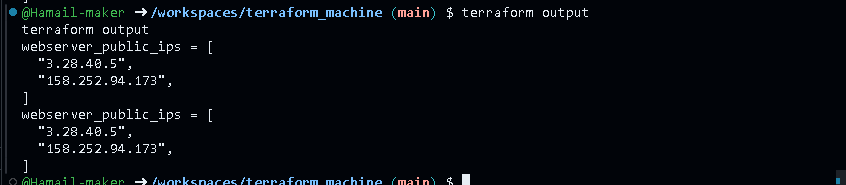 @Hamail-maker ➜ /workspaces/terraform_machine (main) $ terraform output
terraform output
webserver_public_ips = [
  "3.28.40.5",
  "158.252.94.173",
]
webserver_public_ips = [
  "3.28.40.5",
  "158.252.94.173",
]
@Hamail-maker ➜ /workspaces/terraform_machine (main) $